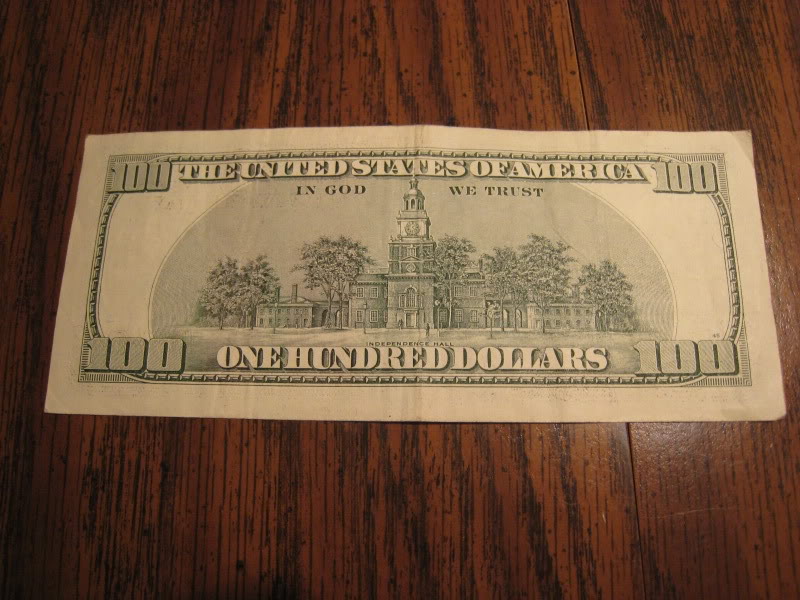 100 THE UNITED STATES OF AMERICA 100
IN GOD WE TRUST
INDEPENDENCE HALL
100 ONE HUNDRED DOLLARS 100